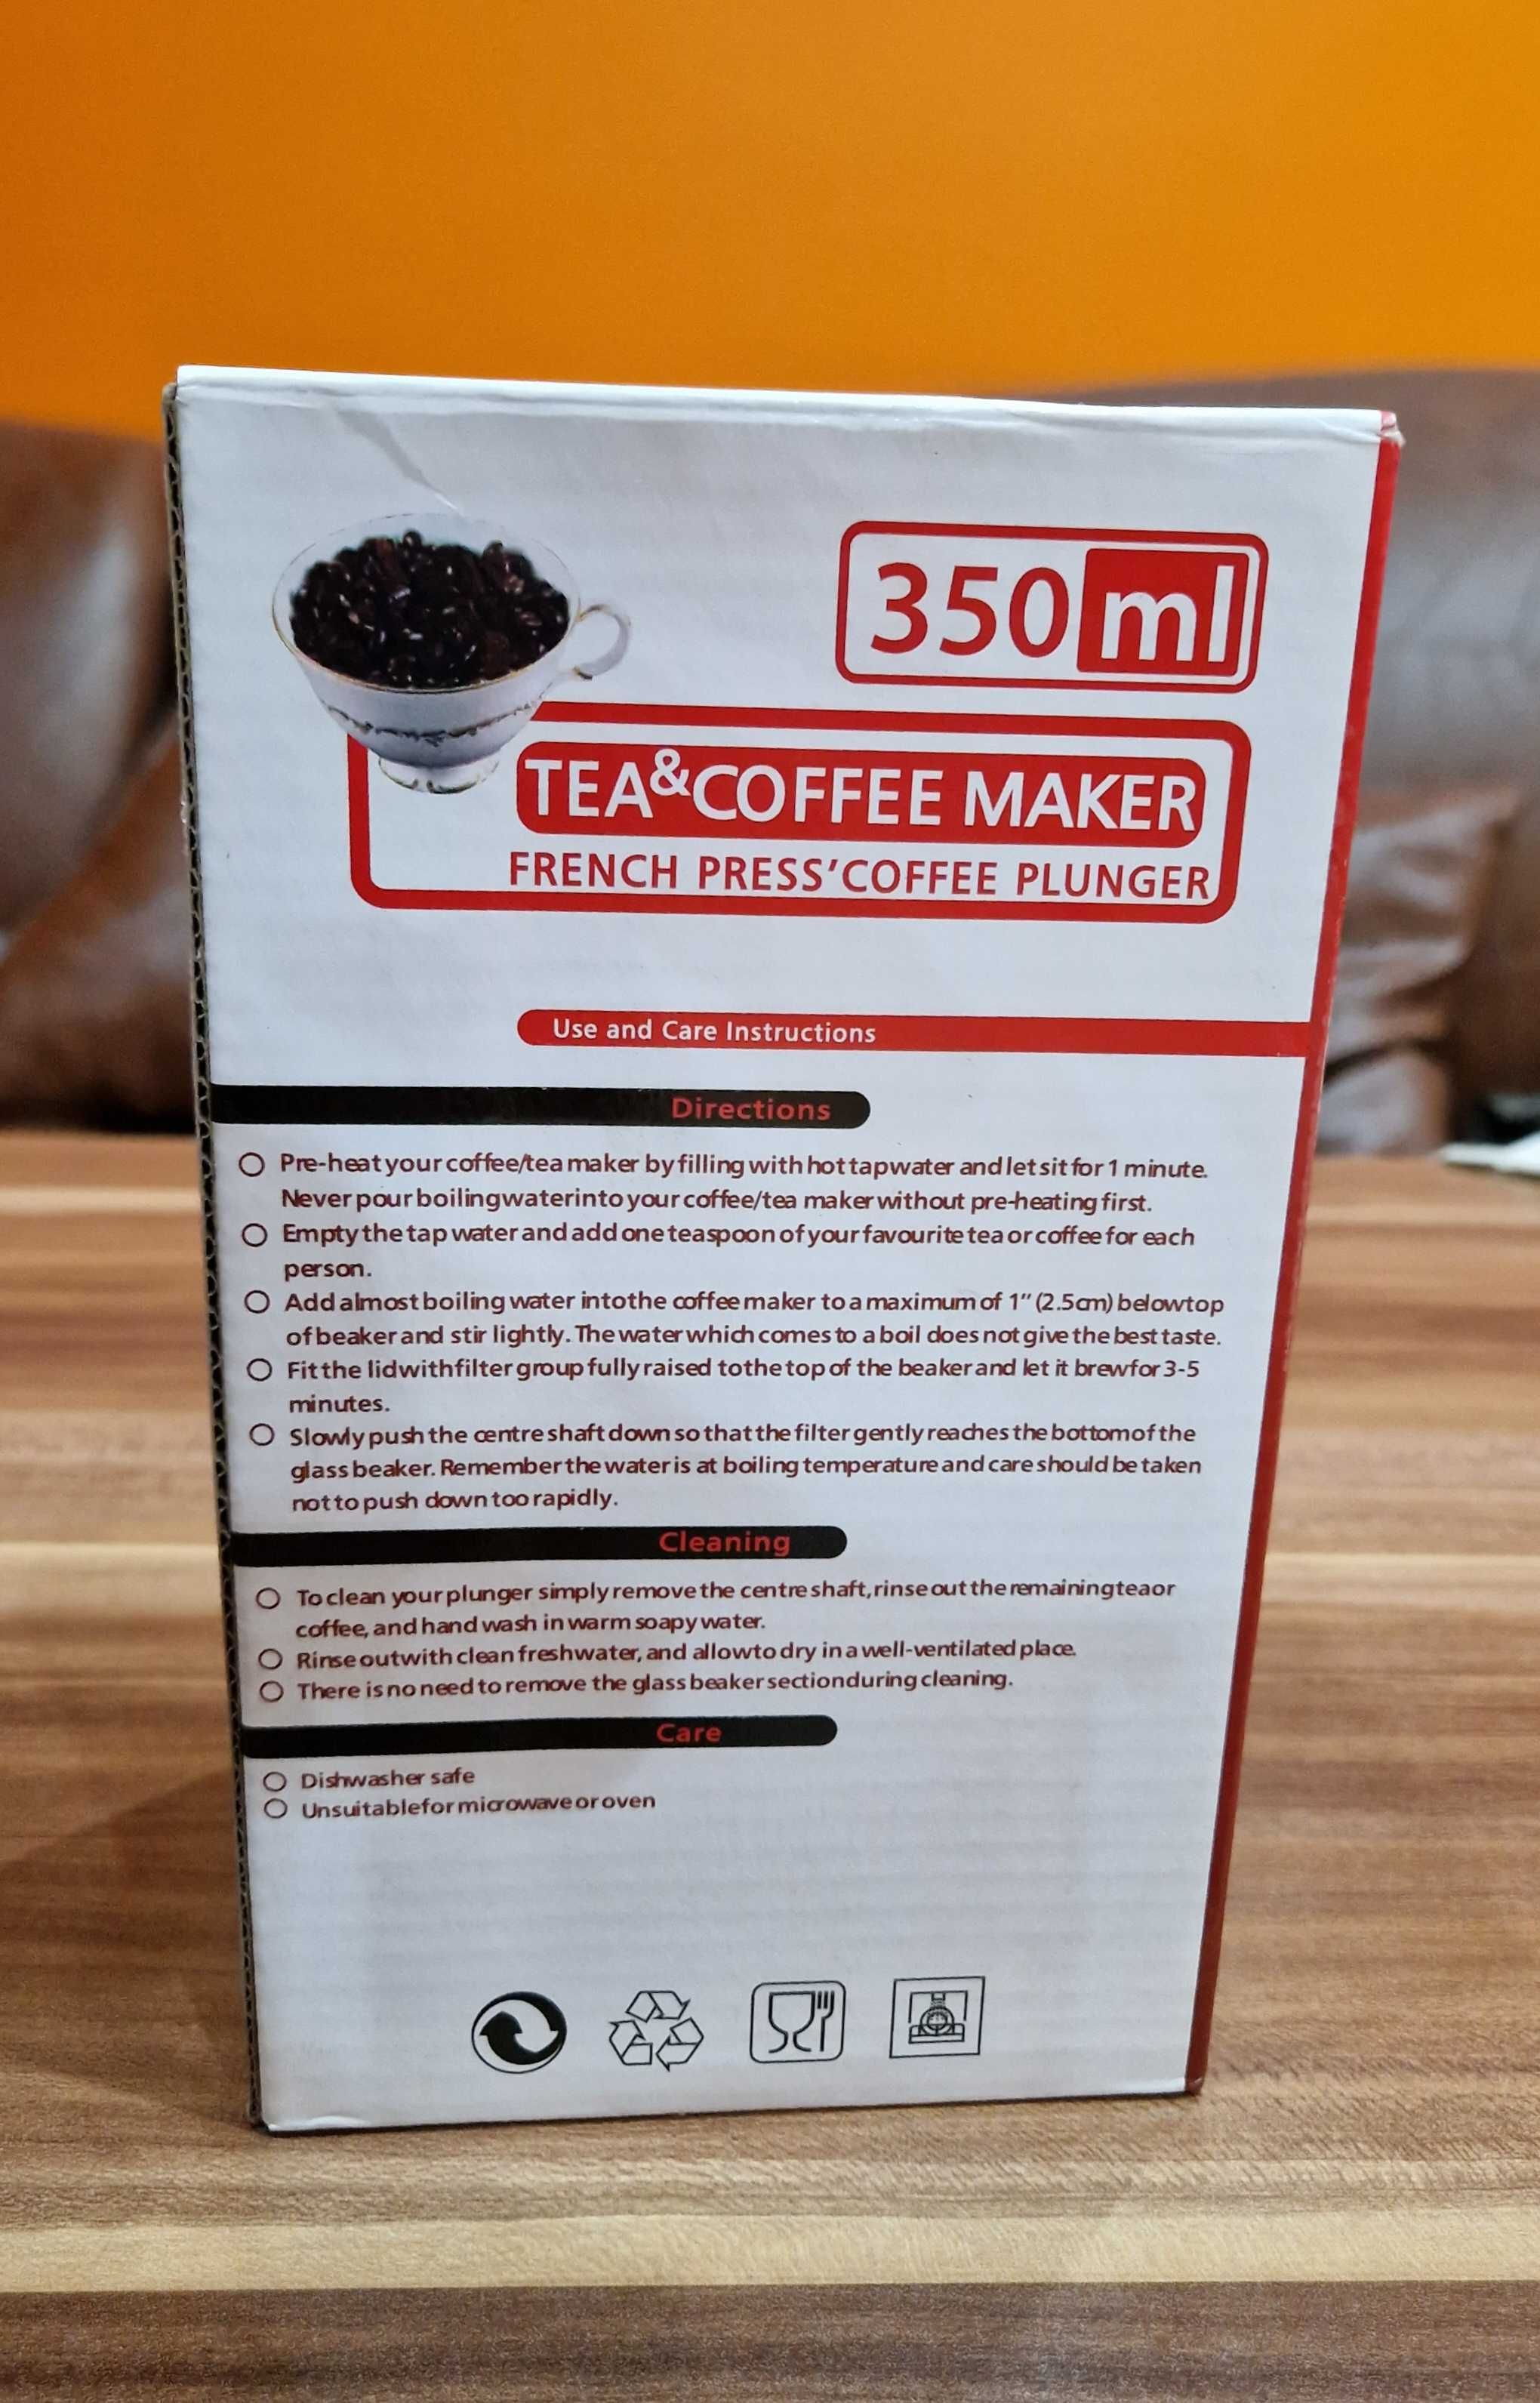 350ml
TEA&COFFEE MAKER
FRENCH PRESS'COFFEE PLUNGER
Use and Care Instructions
Directions
Pre-heat your coffee/tea maker by filling with hot tap water and let sit for 1 minute.
Never pour boiling water into your coffee/tea maker without pre-heating first.
Empty the tap water and add one teaspoon of your favourite tea or coffee for each
person.
Add almost boiling water into the coffee maker to a maximum of 1" (2.5cm) below top
of beaker and stir lightly. The water which comes to a boil does not give the best taste.
Fit the lid with filter group fully raised to the top of the beaker and let it brew for 3-5
minutes.
Slowly push the centre shaft down so that the filter gently reaches the bottom of the
glass beaker. Remember the water is at boiling temperature and care should be taken
not to push down too rapidly.
Cleaning
To clean your plunger simply remove the centre shaft, rinse out the remaining tea or
coffee, and hand wash in warm soapy water.
Rinse out with clean fresh water, and allow to dry in a well-ventilated place.
There is no need to remove the glass beaker section during cleaning.
Care
Dishwasher safe
Unsuitable for microwave or oven